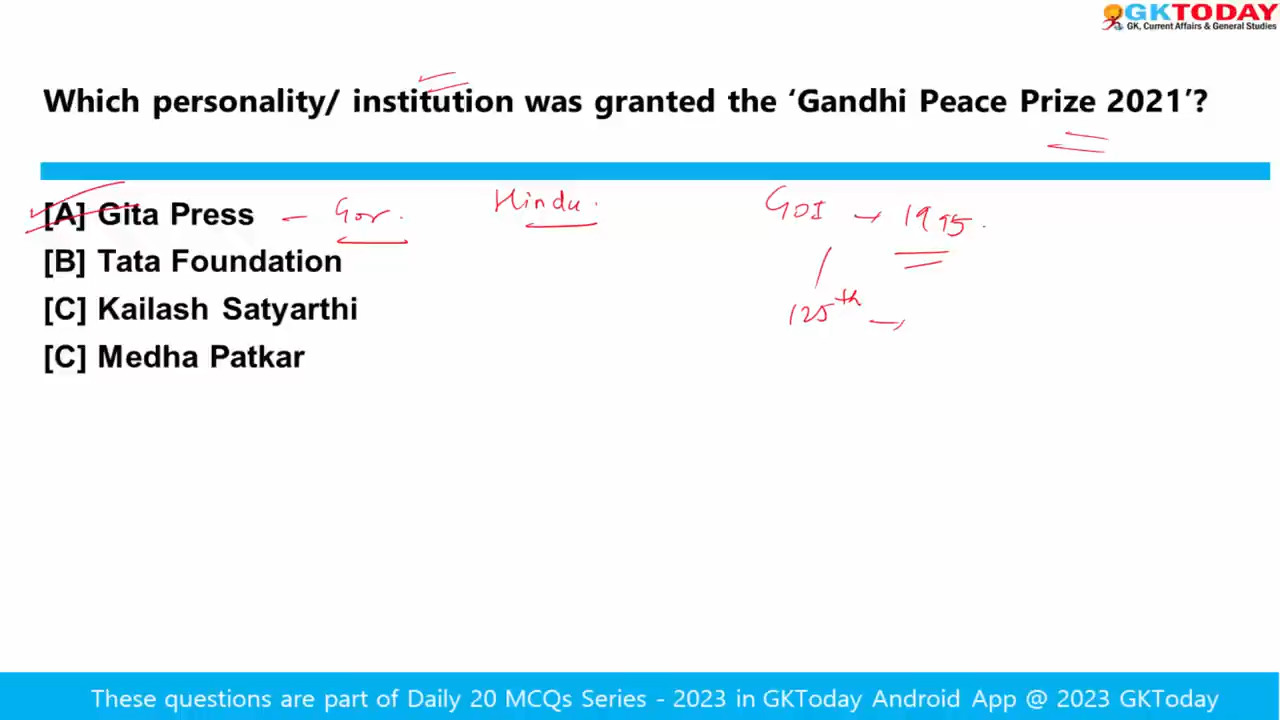 GKTODAY
GK, Current Affairs & General Studies
Which personality/ institution was granted the ‘Gandhi Peace Prize 2021’?
[A] Gita Press – Gor.
Hindu.
GOI → 1995.
[B] Tata Foundation
125th →
[C] Kailash Satyarthi
[C] Medha Patkar
These questions are part of Daily 20 MCQs Series - 2023 in GKToday Android App @ 2023 GKToday